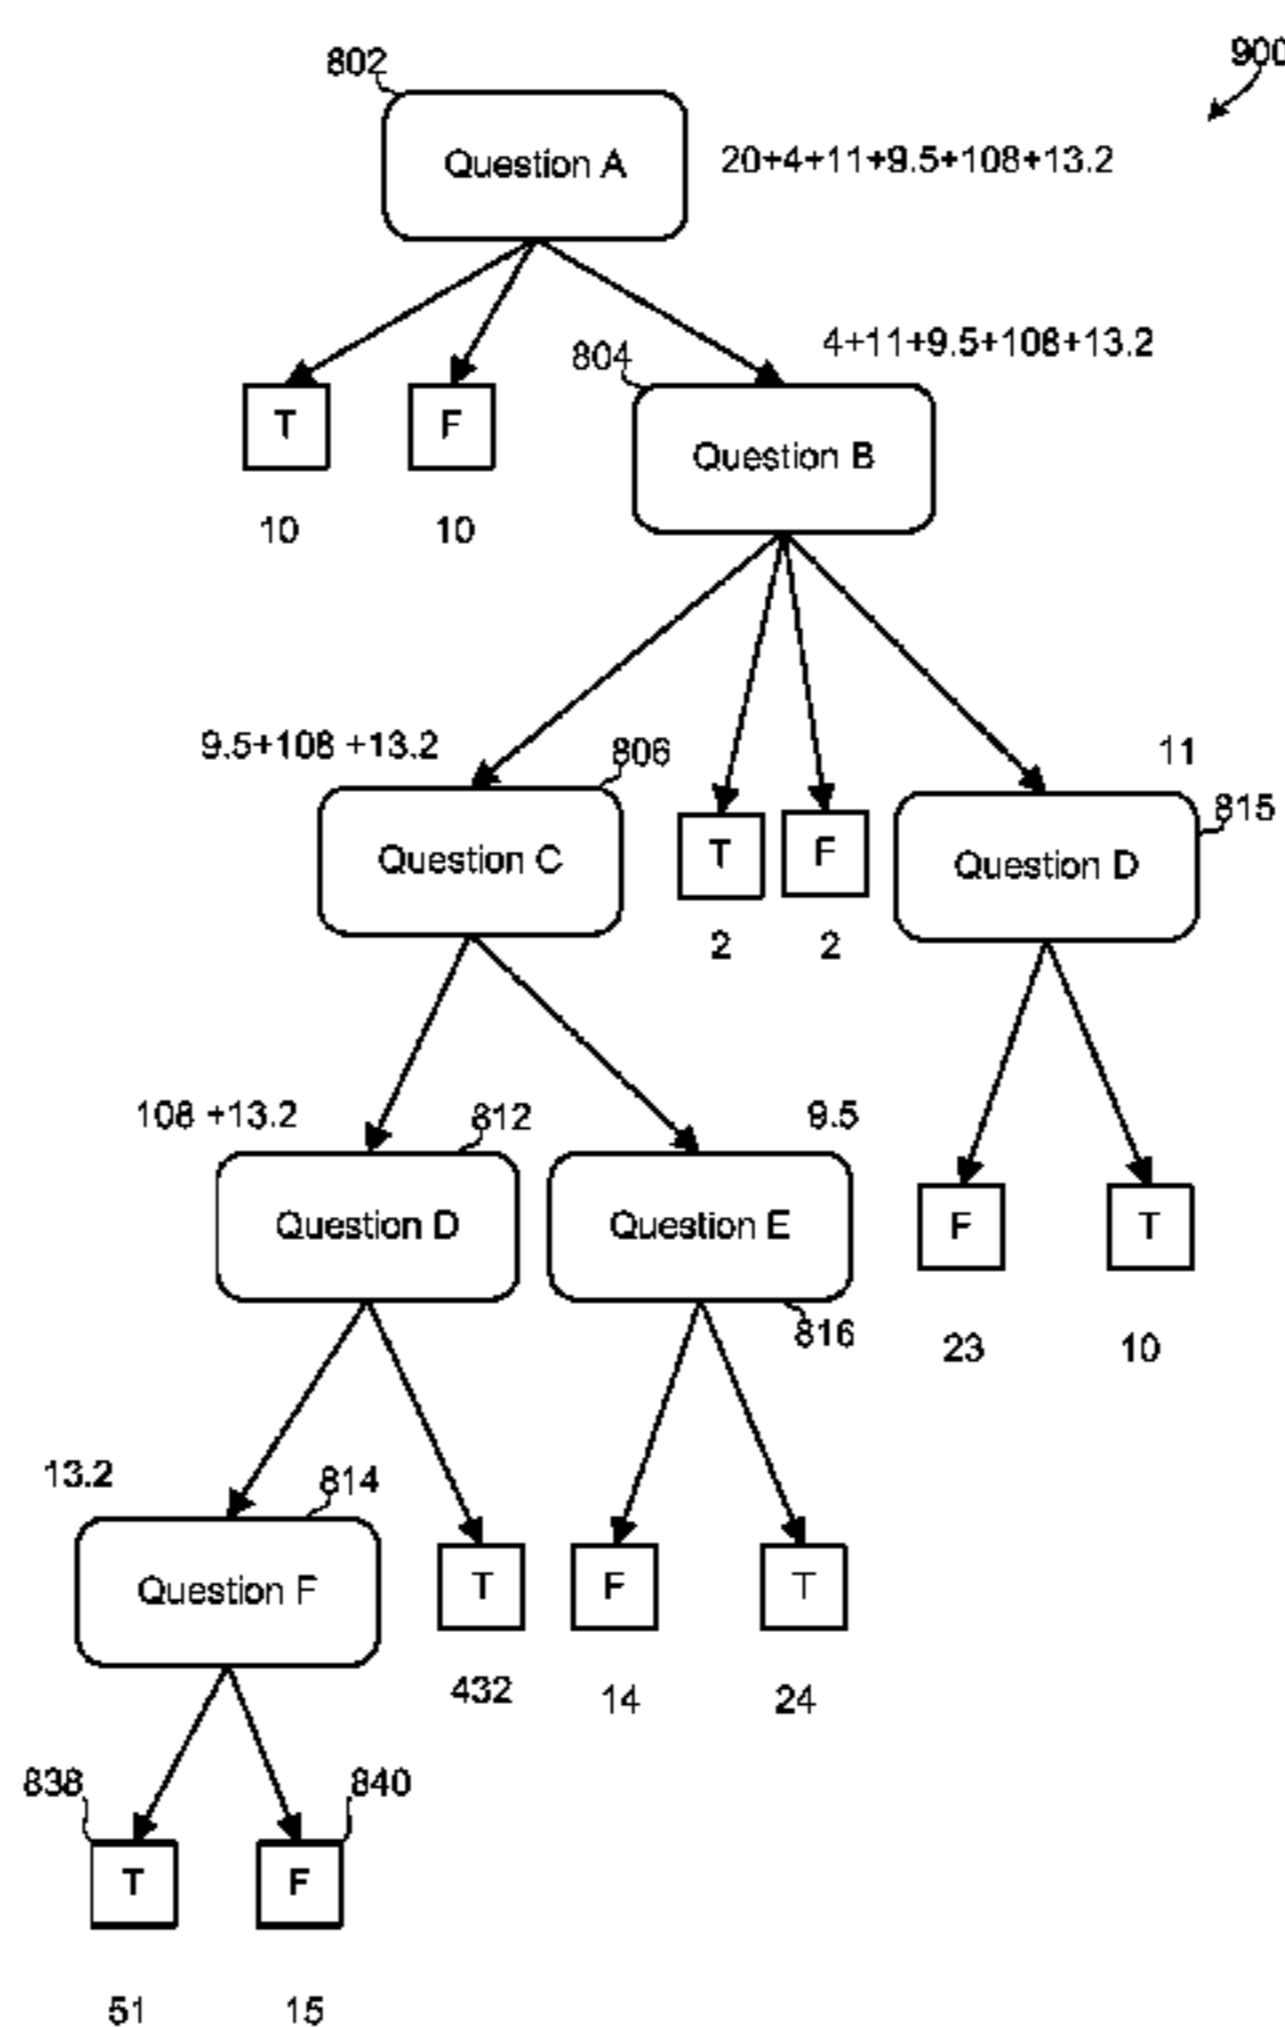 802
900
Question A
20+4+11+9.5+108+13.2
804
4+11+9.5+108+13.2
T
F
Question B
10
10
9.5+108 +13.2
806
11
815
Question C
T
F
Question D
2
2
108 +13.2
812
9.5
Question D
Question E
F
T
816
23
10
13.2
814
Question F
T
F
T
432
14
24
838
840
T
F
51
15